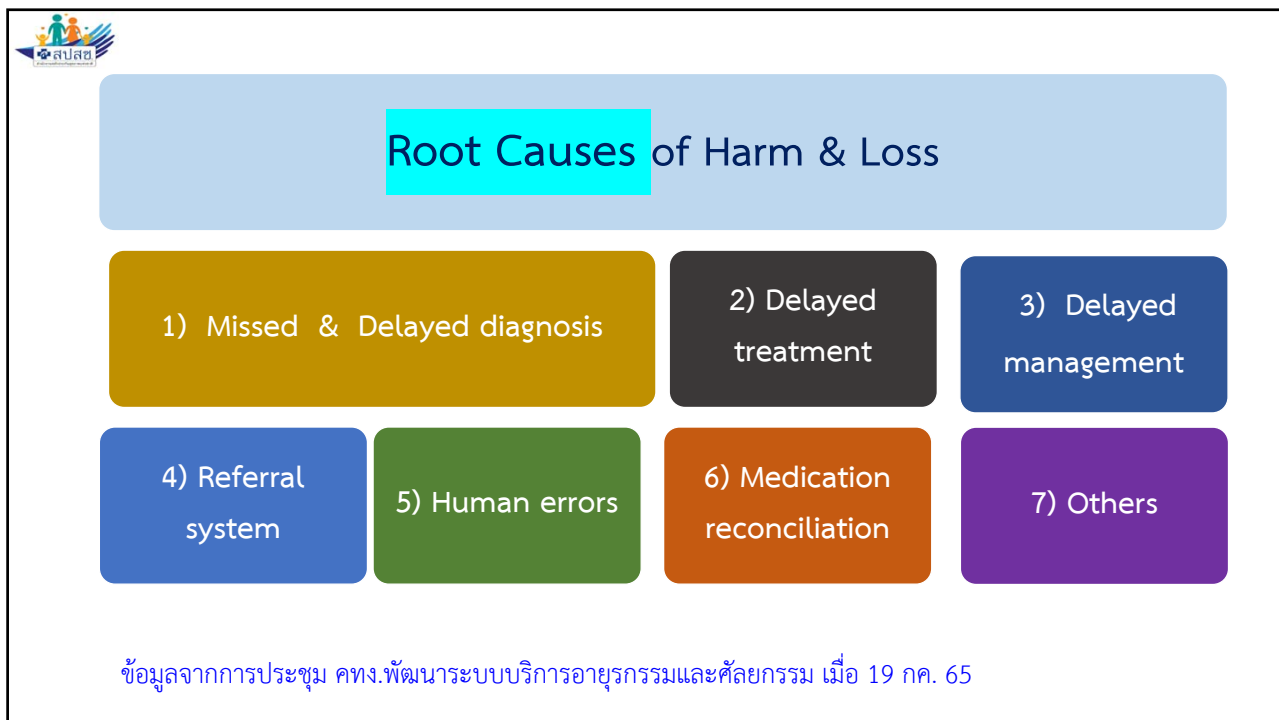 สปสช
Root Causes of Harm & Loss
1) Missed & Delayed diagnosis
2) Delayed
treatment
3) Delayed
management
4) Referral
system
5) Human errors
6) Medication
reconciliation
7) Others
ข้อมูลจากการประชุม คทง.พัฒนาระบบบริการอายุรกรรมและศัลยกรรม เมื่อ 19 กค. 65